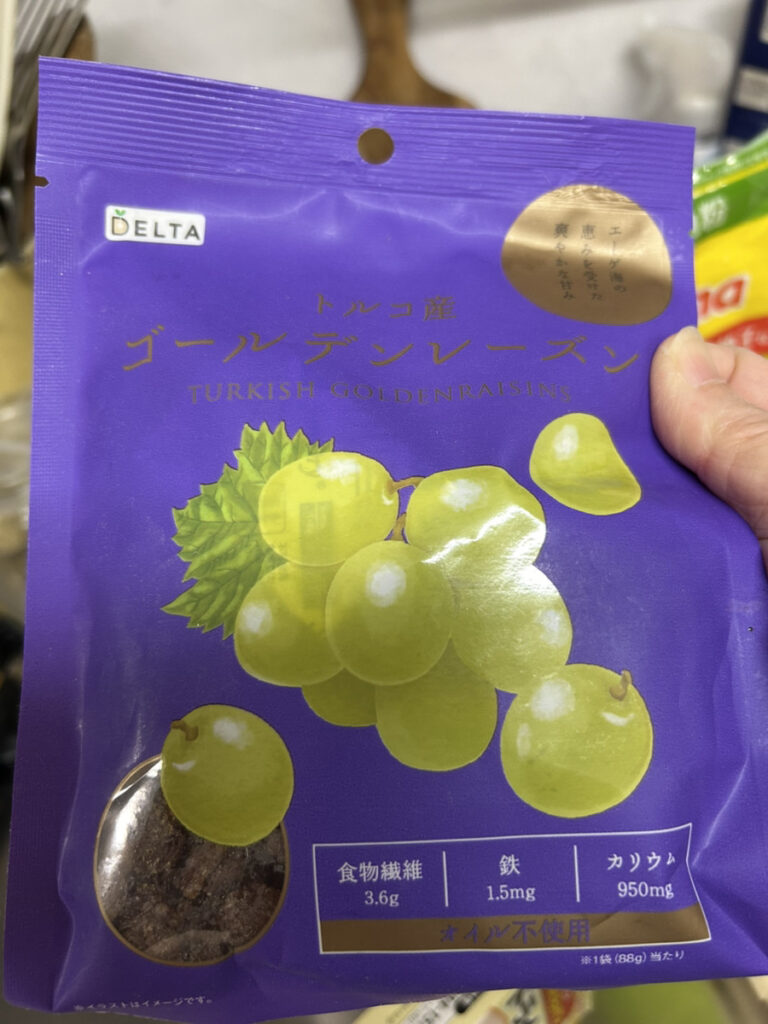 DELTA
エーゲ海の
恵みを受けた
爽やかな甘み
トルコ産
ゴールデンレーズン
TURKISH GOLDENRAISINS
食物繊維
3.6g
鉄
1.5mg
カリウム
950mg
オイル不使用
※1袋(88g)当たり
※イラストはイメージです。
粉